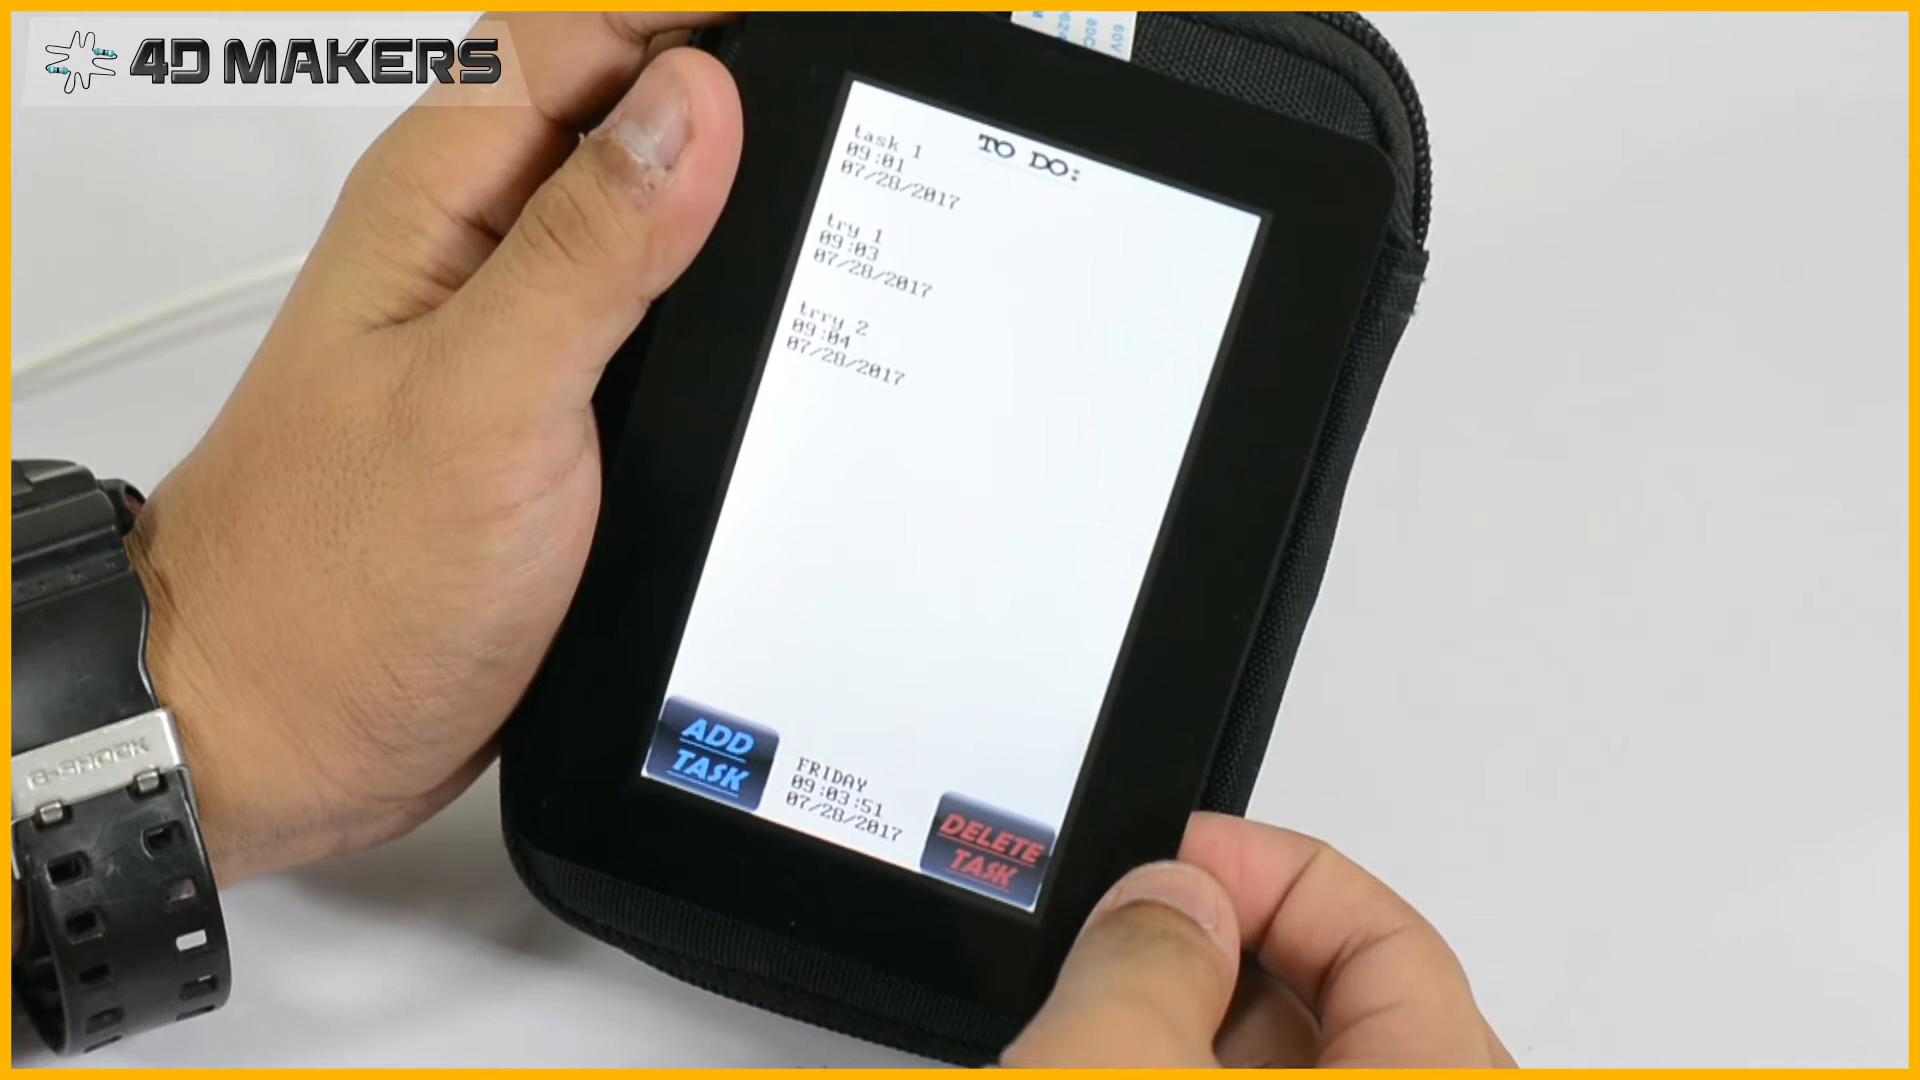 4D MAKERS
TO DO:
task 1
09:01
07/28/2017
try 1
09:03
07/28/2017
trry 2
09:04
07/28/2017
ADD
TASK
FRIDAY
09:03:51
07/28/2017
DELETE
TASK
G-SHOCK